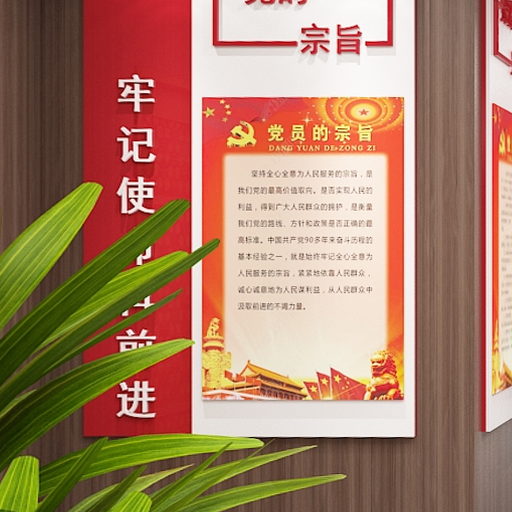 宗旨
牢记使
前进
党员的宗旨
DANG YUAN DE ZONG ZI
坚持全心全意为人民服务的宗旨，是
我们党的最高价值取向。是否实现人民的
利益，得到广大人民群众的拥护，是衡量
我们党的路线、方针和政策是否正确的最
高标准。中国共产党90多年来奋斗历程的
基本经验之一，就是始终牢记全心全意为
人民服务的宗旨，紧紧地依靠人民群众，
诚心诚意地为人民谋利益，从人民群众中
汲取前进的不竭力量。